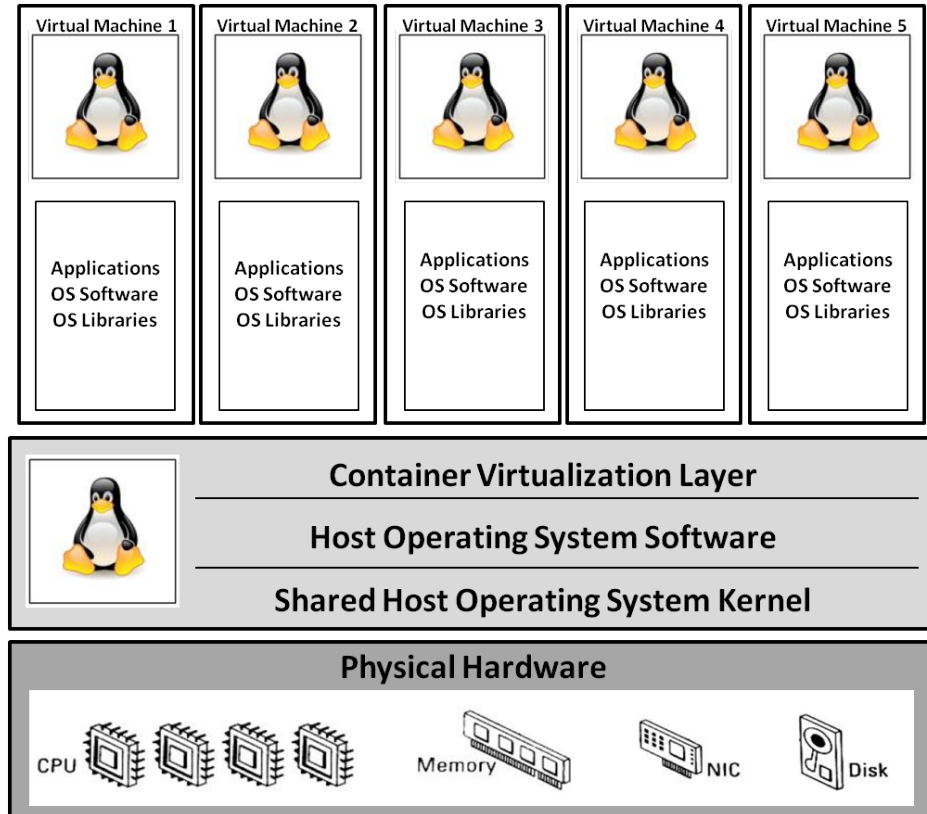 Virtual Machine 1
Virtual Machine 2
Virtual Machine 3
Virtual Machine 4
Virtual Machine 5
Applications
OS Software
OS Libraries
Applications
OS Software
OS Libraries
Applications
OS Software
OS Libraries
Applications
OS Software
OS Libraries
Applications
OS Software
OS Libraries
Container Virtualization Layer
Host Operating System Software
Shared Host Operating System Kernel
Physical Hardware
CPU
Memory
NIC
Disk